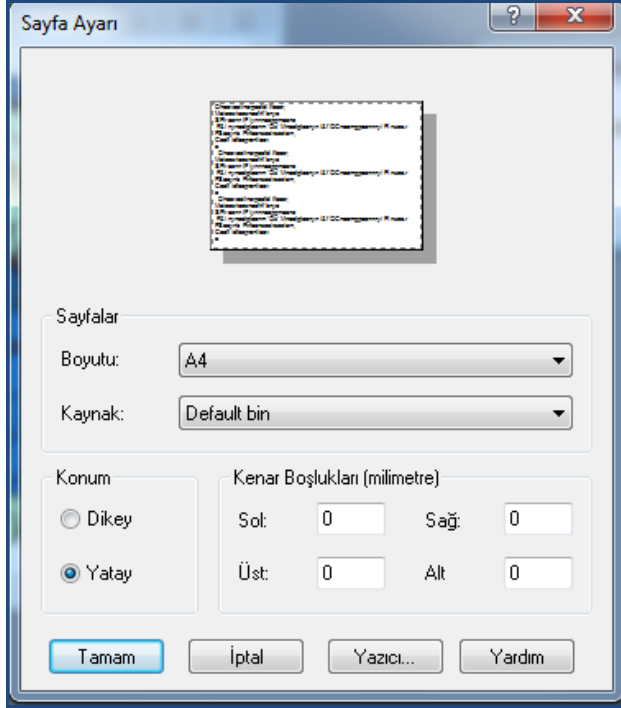 Sayfa Ayarı
Sayfalar
Boyutu: A4
Kaynak: Default bin
Konum
Dikey
Yatay
Kenar Boşlukları (milimetre)
Sol: 0 Sağ: 0
Üst: 0 Alt 0
Tamam İptal Yazıcı... Yardım